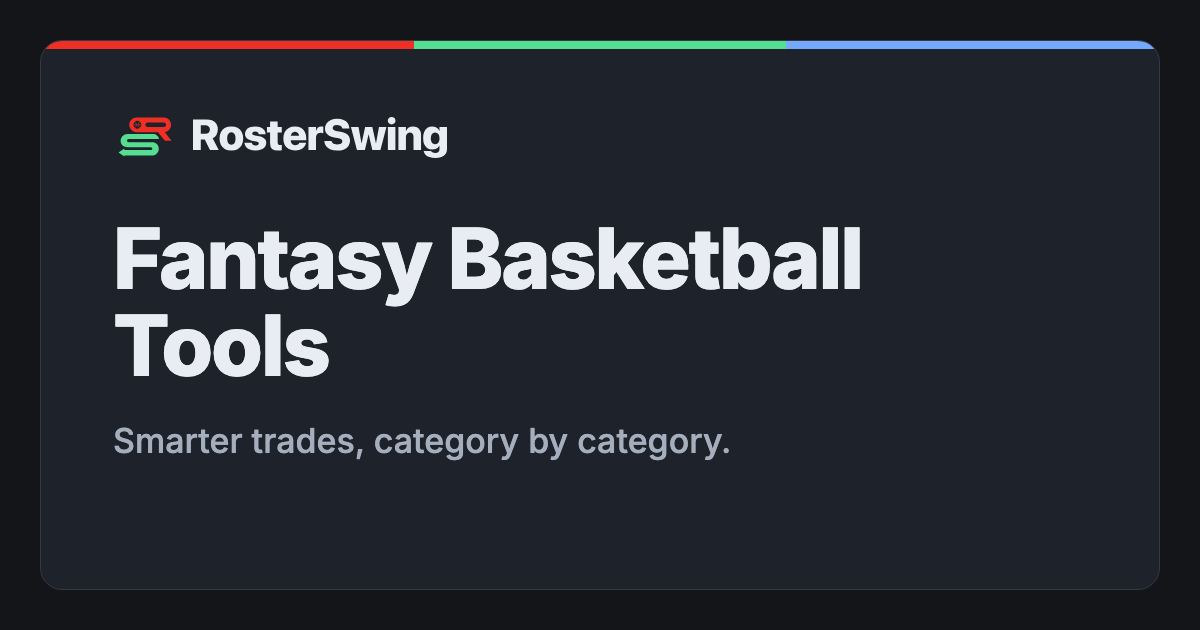 RosterSwing
Fantasy Basketball
Tools
Smarter trades, category by category.